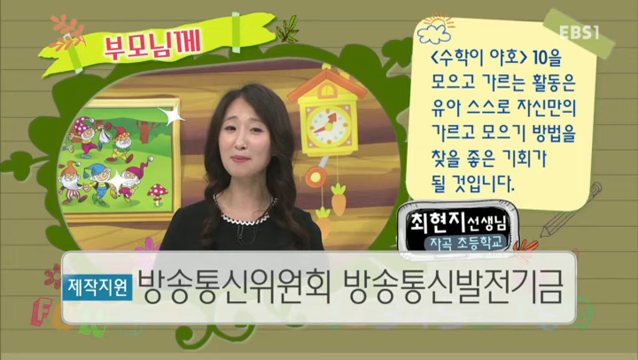 EBS1
부모님께
<수학이 야호> 10을
모으고 가르는 활동은
유아 스스로 자신만의
가르고 모으기 방법을
찾을 좋은 기회가
될 것입니다.
최현지선생님
지곡 초등학교
제작지원 방송통신위원회 방송통신발전기금